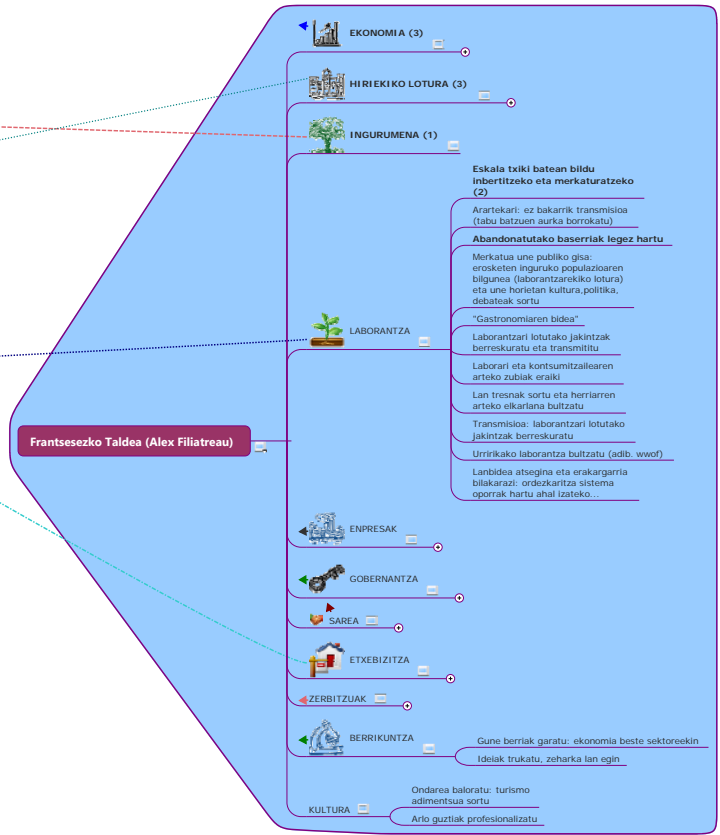 EKONOMIA (3)
HIRIEKIKO LOTURA (3)
INGURUMENA (1)
Eskala txiki batean bildu
inbertitzeko eta merkaturatzeko
(2)
Arartekari: ez bakarrik transmisioa
(tabu batzuen aurka borrokatu)
Abandonatutako baserriak legez hartu
Merkatua une publiko gisa:
erosketen inguruko populazioaren
bilgunea (laborantzarekiko lotura)
eta une horietan kultura,politika,
debateak sortu
"Gastronomiaren bidea"
LABORANTZA
Laborantzari lotutako jakintzak
berreskuratu eta transmititu
Laborari eta kontsumitzailearen
arteko zubiak eraiki
Lan tresnak sortu eta herriarren
arteko elkarlana bultzatu
Transmisioa: laborantzari lotutako
jakintzak berreskuratu
Urririkako laborantza bultzatu (adib. wwof)
Lanbidea atsegina eta erakargarria
bilakarazi: ordezkaritza sistema
oporrak hartu ahal izateko...
Frantsesezko Taldea (Alex Filiatreau)
ENPRESAK
GOBERNANTZA
SAREA
ETXEBIZITZA
ZERBITZUAK
BERRIKUNTZA
Gune berriak garatu: ekonomia beste sektoreekin
Ideiak trukatu, zeharka lan egin
KULTURA
Ondarea baloratu: turismo
adimentsua sortu
Arlo guztiak profesionalizatu